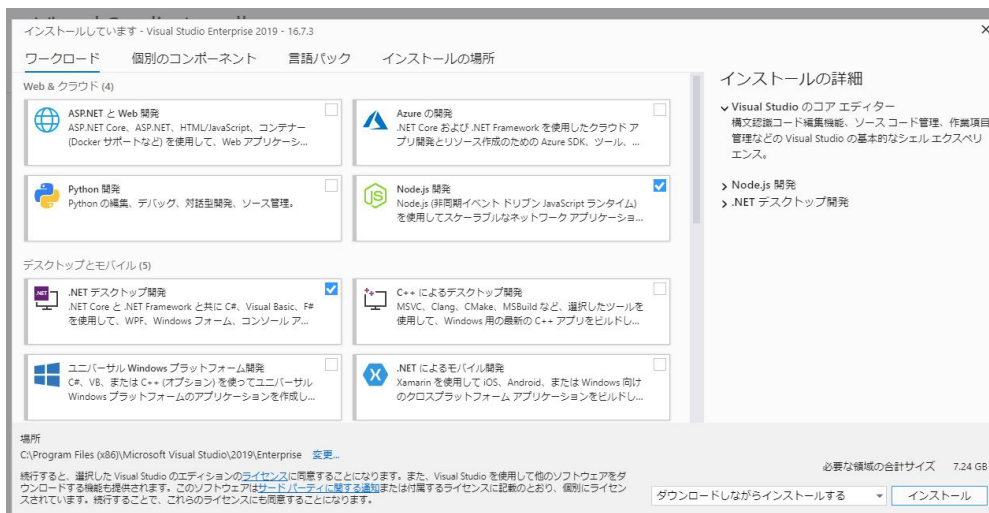 インストールしています - Visual Studio Enterprise 2019 - 16.7.3
ワークロード 個別のコンポーネント 言語パック インストールの場所
Web & クラウド (4)
ASP.NET と Web 開発
ASP.NET Core、ASP.NET、HTML/JavaScript、コンテナー
(Docker サポートなど) を使用して、Web アプリケーシ...
Azure の開発
.NET Core および .NET Framework を使用したクラウド ア
プリ開発とリソース作成のための Azure SDK、ツール、...
Python 開発
Python の編集、デバッグ、対話型開発、ソース管理。
Node.js 開発
Node.js (非同期イベント ドリブン JavaScript ランタイム)
を使用してスケーラブルなネットワーク アプリケーショ...
デスクトップとモバイル (5)
.NET デスクトップ開発
.NET Core と .NET Framework と共に C#、Visual Basic、F#
を使用して、WPF、Windows フォーム、コンソール ア...
C++ によるデスクトップ開発
MSVC、Clang、CMake、MSBuild など、選択したツールを
使用して、Windows 用の最新の C++ アプリをビルドし...
ユニバーサル Windows プラットフォーム開発
C#、VB、または C++ (オプション) を使ってユニバーサル
Windows プラットフォームのアプリケーションを作成し...
.NET によるモバイル開発
Xamarin を使用して iOS、Android、または Windows 向け
のクロスプラットフォーム アプリケーションをビルドし...
インストールの詳細
Visual Studio のコア エディター
構文認識コード編集機能、ソース コード管理、作業項目
管理などの Visual Studio の基本的なシェル エクスペリ
エンス。
Node.js 開発
.NET デスクトップ開発
場所
C:\Program Files (x86)\Microsoft Visual Studio\2019\Enterprise 変更...
続行すると、選択した Visual Studio のエディションのライセンスに同意することになります。また、Visual Studio を使用して他のソフトウェアをダ
ウンロードする機能も提供されます。このソフトウェアはサード パーティに関する通知または付属するライセンスに記載のとおり、個別にライセン
スされています。続行することで、これらのライセンスにも同意することになります。
必要な領域の合計サイズ 7.24 GB
ダウンロードしながらインストールする インストール